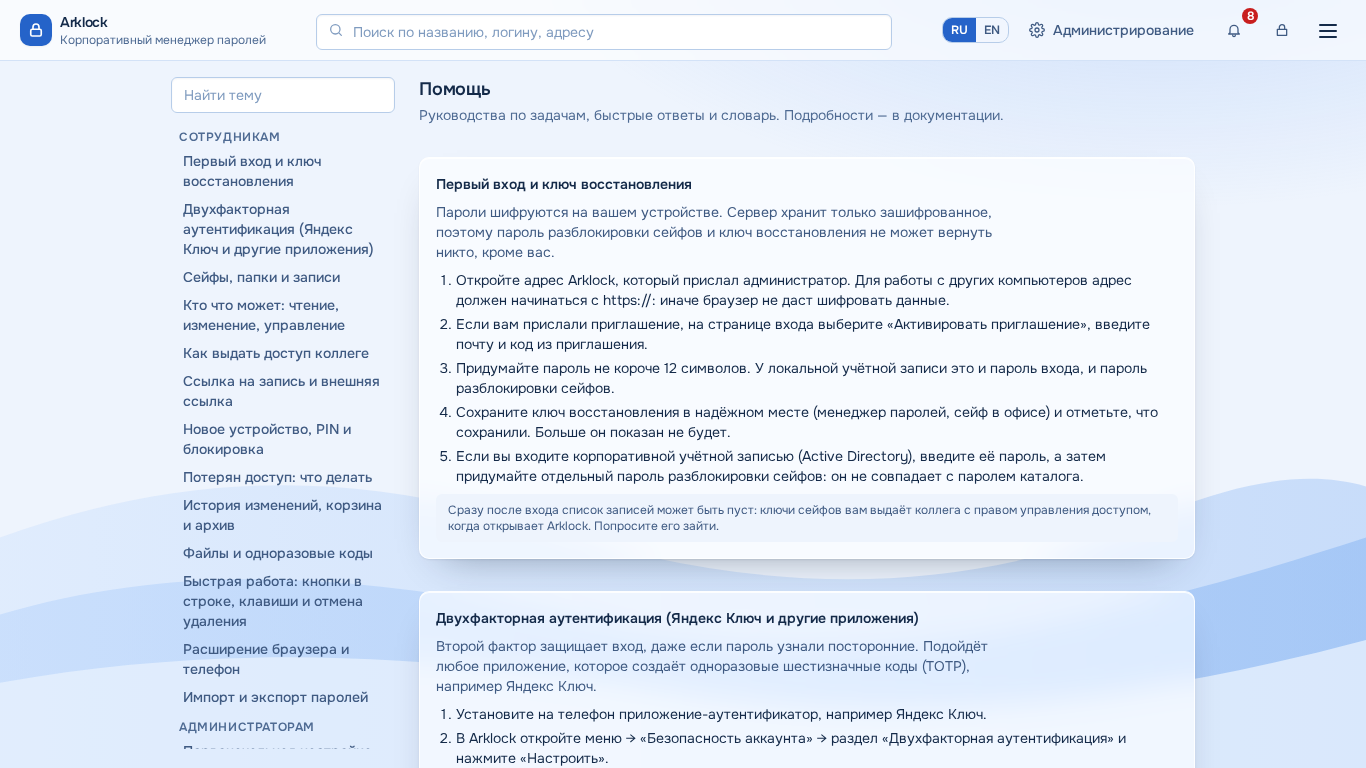 Arklock
Корпоративный менеджер паролей
Поиск по названию, логину, адресу
RU EN
Администрирование
8
Найти тему
СОТРУДНИКАМ
Первый вход и ключ
восстановления
Двухфакторная
аутентификация (Яндекс
Ключ и другие приложения)
Сейфы, папки и записи
Кто что может: чтение,
изменение, управление
Как выдать доступ коллеге
Ссылка на запись и внешняя
ссылка
Новое устройство, PIN и
блокировка
Потерян доступ: что делать
История изменений, корзина
и архив
Файлы и одноразовые коды
Быстрая работа: кнопки в
строке, клавиши и отмена
удаления
Расширение браузера и
телефон
Импорт и экспорт паролей
АДМИНИСТРАТОРАМ
Помощь
Руководства по задачам, быстрые ответы и словарь. Подробности — в документации.
Первый вход и ключ восстановления
Пароли шифруются на вашем устройстве. Сервер хранит только зашифрованное,
поэтому пароль разблокировки сейфов и ключ восстановления не может вернуть
никто, кроме вас.
1. Откройте адрес Arklock, который прислал администратор. Для работы с других компьютеров адрес
должен начинаться с https://: иначе браузер не даст шифровать данные.
2. Если вам прислали приглашение, на странице входа выберите «Активировать приглашение», введите
почту и код из приглашения.
3. Придумайте пароль не короче 12 символов. У локальной учётной записи это и пароль входа, и пароль
разблокировки сейфов.
4. Сохраните ключ восстановления в надёжном месте (менеджер паролей, сейф в офисе) и отметьте, что
сохранили. Больше он показан не будет.
5. Если вы входите корпоративной учётной записью (Active Directory), введите её пароль, а затем
придумайте отдельный пароль разблокировки сейфов: он не совпадает с паролем каталога.
Сразу после входа список записей может быть пуст: ключи сейфов вам выдаёт коллега с правом управления доступом,
когда открывает Arklock. Попросите его зайти.
Двухфакторная аутентификация (Яндекс Ключ и другие приложения)
Второй фактор защищает вход, даже если пароль узнали посторонние. Подойдёт
любое приложение, которое создаёт одноразовые шестизначные коды (TOTP),
например Яндекс Ключ.
1. Установите на телефон приложение-аутентификатор, например Яндекс Ключ.
2. В Arklock откройте меню → «Безопасность аккаунта» → раздел «Двухфакторная аутентификация» и
нажмите «Настроить».